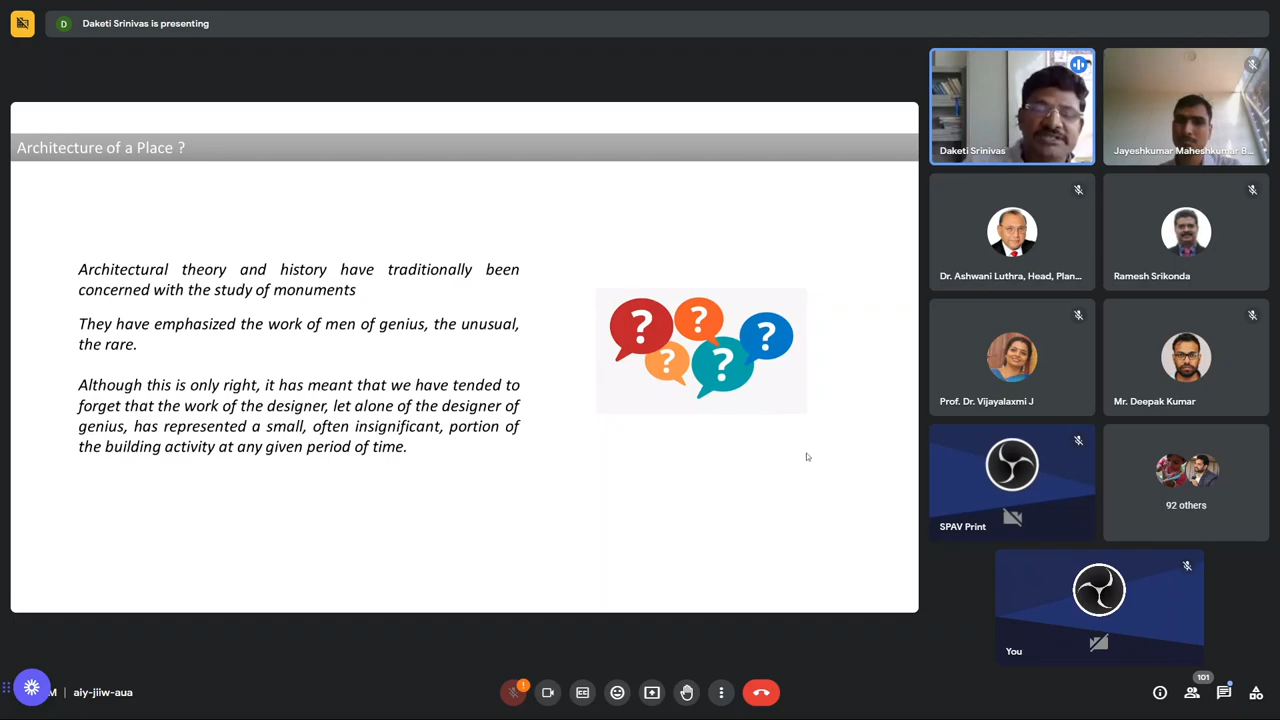 Daketi Srinivas is presenting
D
Architecture of a Place ?
Architectural theory and history have traditionally been
concerned with the study of monuments
They have emphasized the work of men of genius, the unusual,
the rare.
Although this is only right, it has meant that we have tended to
forget that the work of the designer, let alone of the designer of
genius, has represented a small, often insignificant, portion of
the building activity at any given period of time.
? ? ? ? ?
Daketi Srinivas
Jayeshkumar Maheshkumar B...
Dr. Ashwani Luthra, Head, Plan...
Ramesh Srikonda
Prof. Dr. Vijayalaxmi J
Mr. Deepak Kumar
SPAV Print
92 others
You
M | aiy-jiiw-aua
!
CC
101